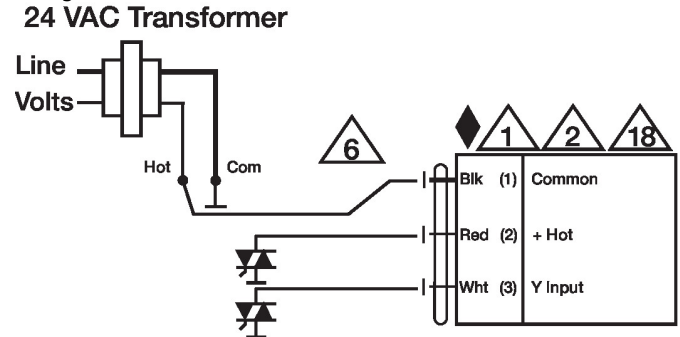 24 VAC Transformer
Line
Volts
Hot
Com
6
1
2
18
Blk (1) Common
Red (2) + Hot
Wht (3) Y Input